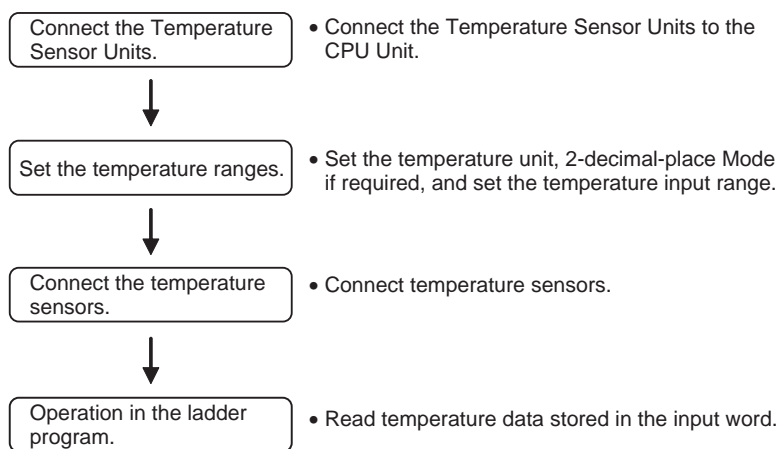 Connect the Temperature
Sensor Units.
• Connect the Temperature Sensor Units to the
CPU Unit.
Set the temperature ranges.
• Set the temperature unit, 2-decimal-place Mode
if required, and set the temperature input range.
Connect the temperature
sensors.
• Connect temperature sensors.
Operation in the ladder
program.
• Read temperature data stored in the input word.